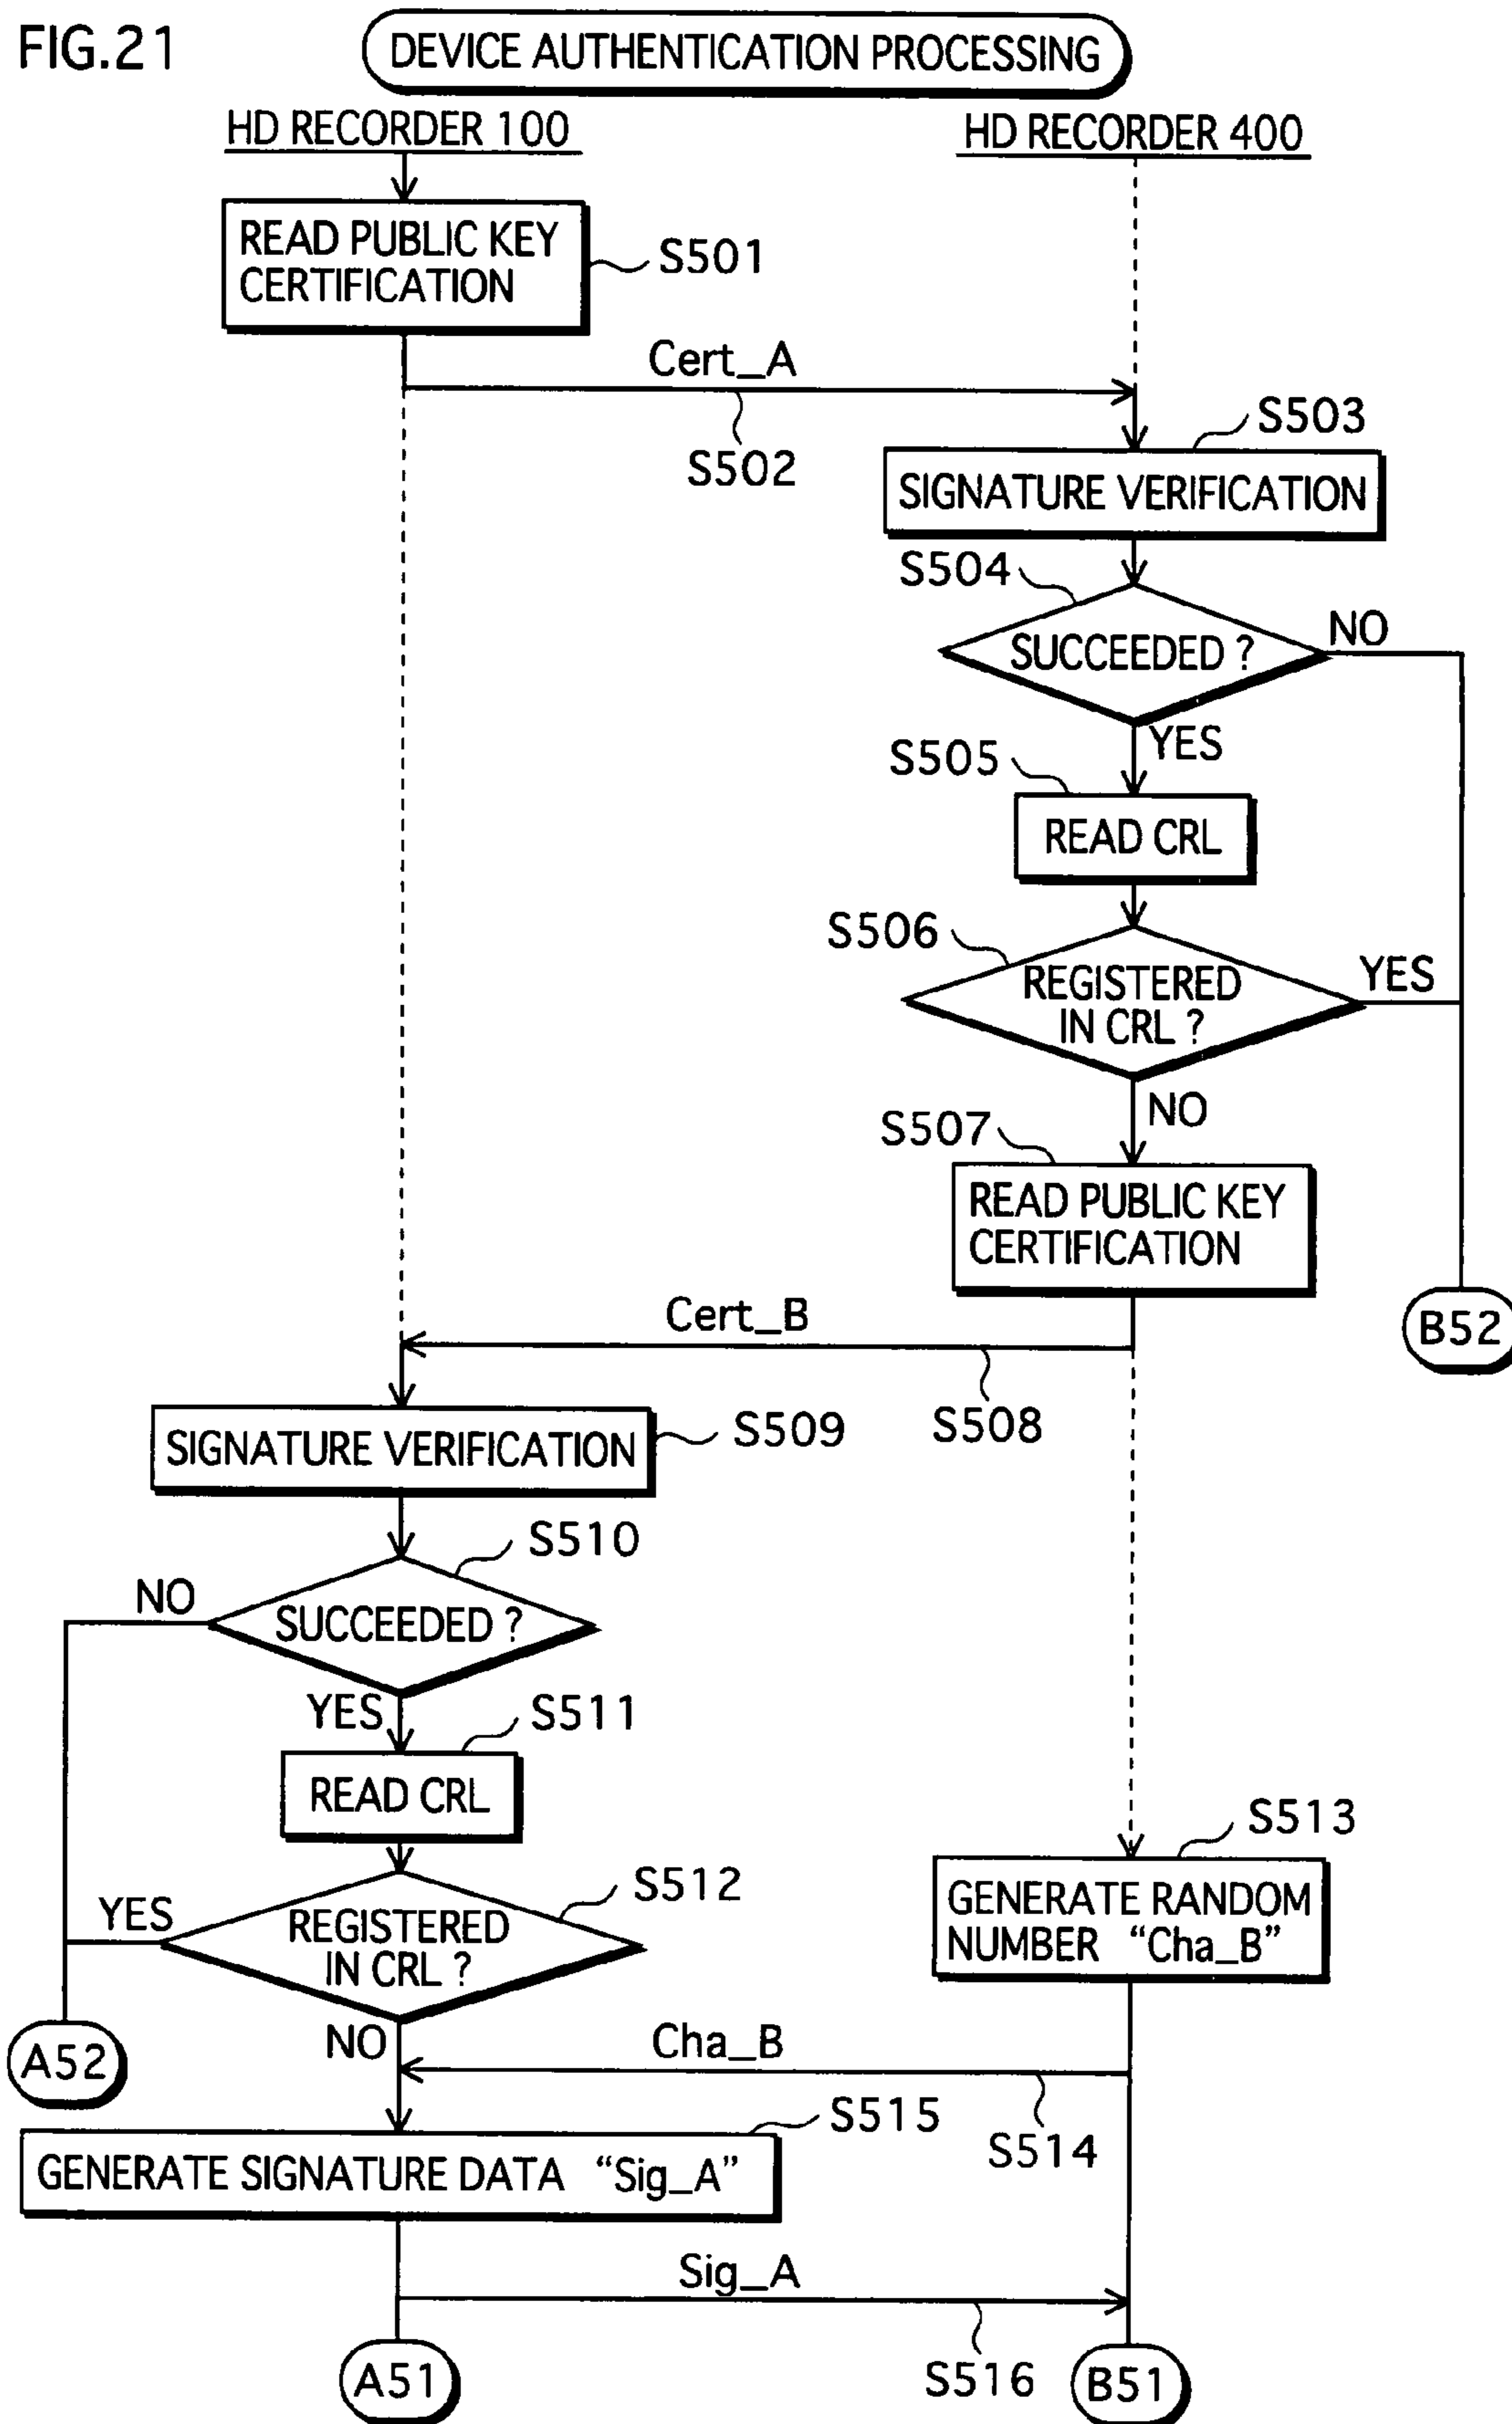 FIG.21
DEVICE AUTHENTICATION PROCESSING
HD RECORDER 100
HD RECORDER 400
READ PUBLIC KEY
CERTIFICATION
S501
Cert_A
S502
S503
SIGNATURE VERIFICATION
S504
SUCCEEDED ?
NO
YES
S505
READ CRL
S506
REGISTERED
IN CRL ?
YES
NO
S507
READ PUBLIC KEY
CERTIFICATION
B52
Cert_B
S508
SIGNATURE VERIFICATION
S509
S510
NO
SUCCEEDED ?
YES
S511
READ CRL
S512
YES
REGISTERED
IN CRL ?
NO
A52
S513
GENERATE RANDOM
NUMBER “Cha_B”
Cha_B
S514
S515
GENERATE SIGNATURE DATA “Sig_A”
Sig_A
S516
A51
B51